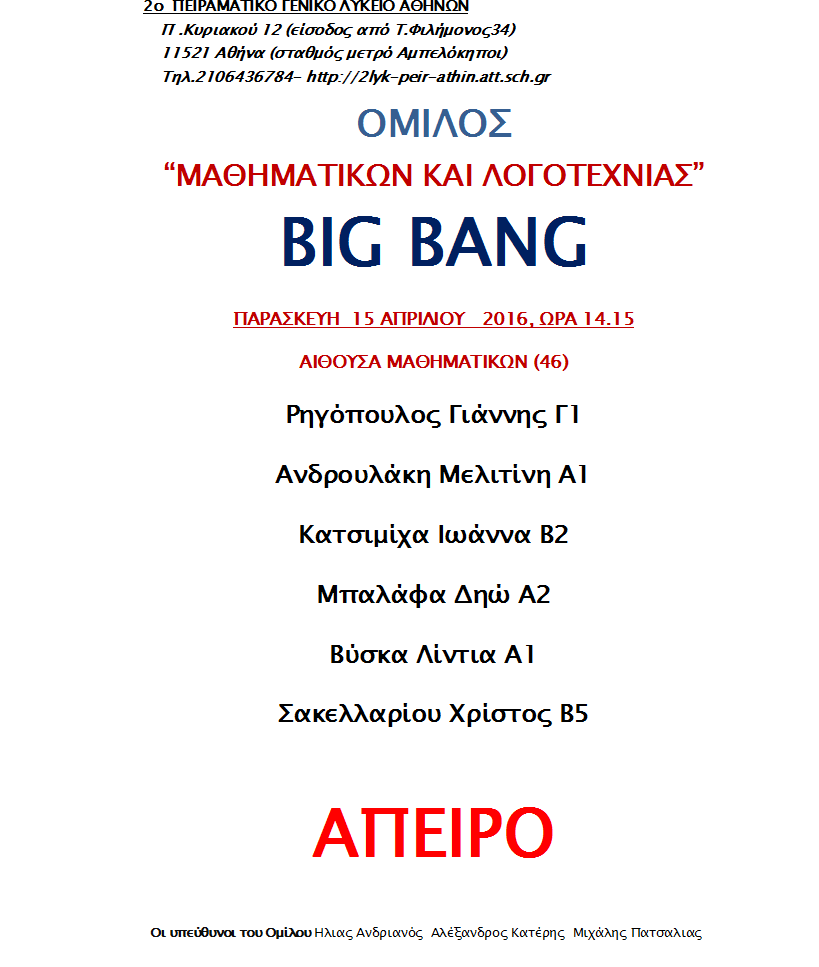 2ο ΠΕΙΡΑΜΑΤΙΚΟ ΓΕΝΙΚΟ ΛΥΚΕΙΟ ΑΘΗΝΩΝ
Π .Κυριακού 12 (είσοδος από Τ.Φιλήμονος34)
11521 Αθήνα (σταθμός μετρό Αμπελόκηποι)
Τηλ.2106436784- http://2lyk-peir-athin.att.sch.gr
ΟΜΙΛΟΣ
“ΜΑΘΗΜΑΤΙΚΩΝ ΚΑΙ ΛΟΓΟΤΕΧΝΙΑΣ”
BIG BANG
ΠΑΡΑΣΚΕΥΗ 15 ΑΠΡΙΛΙΟΥ 2016, ΩΡΑ 14.15
ΑΙΘΟΥΣΑ ΜΑΘΗΜΑΤΙΚΩΝ (46)
Ρηγόπουλος Γιάννης Γ1
Ανδρουλάκη Μελιτίνη Α1
Κατσιμίχα Ιωάννα Β2
Μπαλάφα Δηώ Α2
Βύσκα Λίντια Α1
Σακελλαρίου Χρίστος Β5
ΑΠΕΙΡΟ
Οι υπεύθυνοι του Ομίλου Ηλιας Ανδριανός Αλέξανδρος Κατέρης Μιχάλης Πατσαλιας